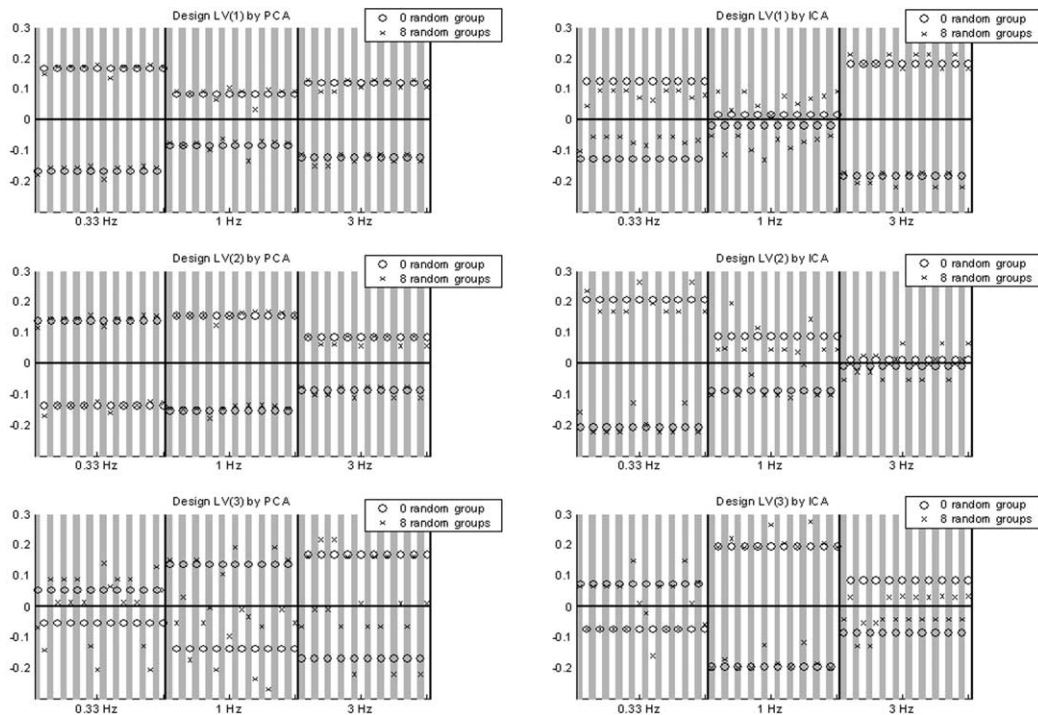 Design LV(1) by PCA
0 random group
8 random groups
0.3
0.2
0.1
0
-0.1
-0.2
0.33 Hz
1 Hz
3 Hz
Design LV(1) by ICA
0 random group
8 random groups
0.3
0.2
0.1
0
-0.1
-0.2
0.33 Hz
1 Hz
3 Hz
Design LV(2) by PCA
0 random group
8 random groups
0.3
0.2
0.1
0
-0.1
-0.2
0.33 Hz
1 Hz
3 Hz
Design LV(2) by ICA
0 random group
8 random groups
0.3
0.2
0.1
0
-0.1
-0.2
0.33 Hz
1 Hz
3 Hz
Design LV(3) by PCA
0 random group
8 random groups
0.3
0.2
0.1
0
-0.1
-0.2
0.33 Hz
1 Hz
3 Hz
Design LV(3) by ICA
0 random group
8 random groups
0.3
0.2
0.1
0
-0.1
-0.2
0.33 Hz
1 Hz
3 Hz